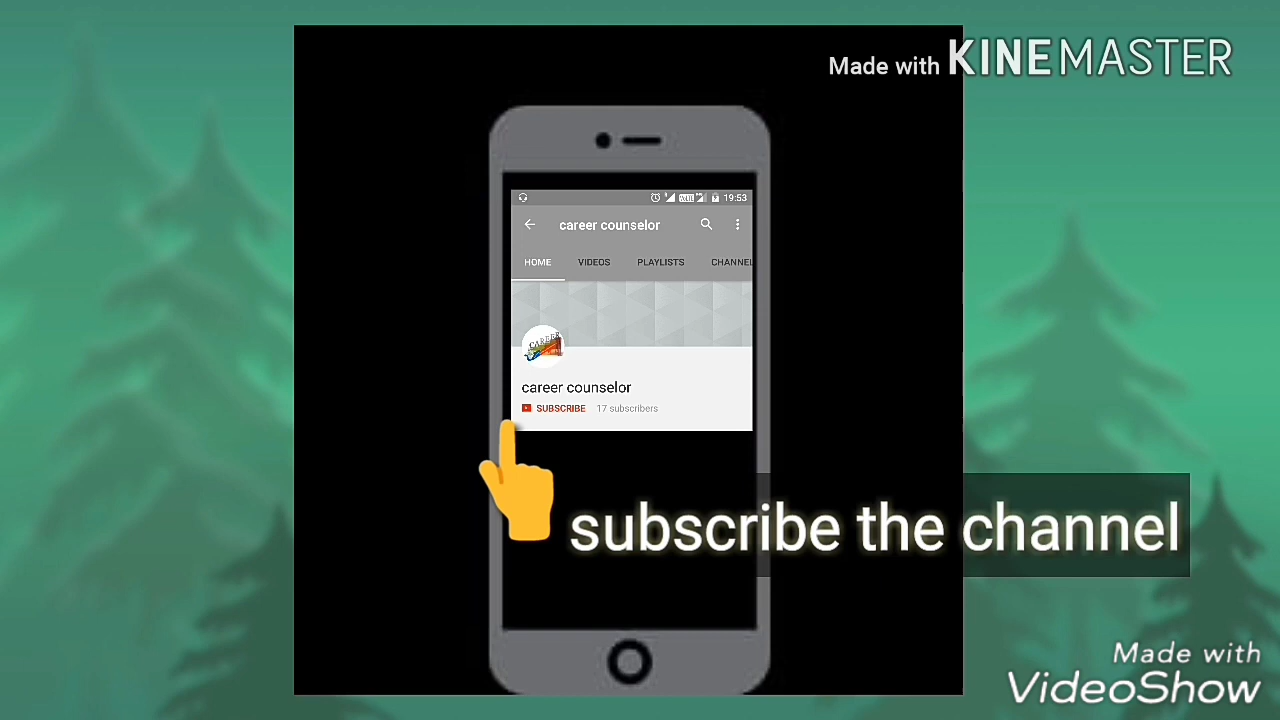 Made with KINEMASTER
19:53
career counselor
HOME VIDEOS PLAYLISTS CHANNEL
CAREER
career counselor
SUBSCRIBE 17 subscribers
subscribe the channel
Made with
VideoShow